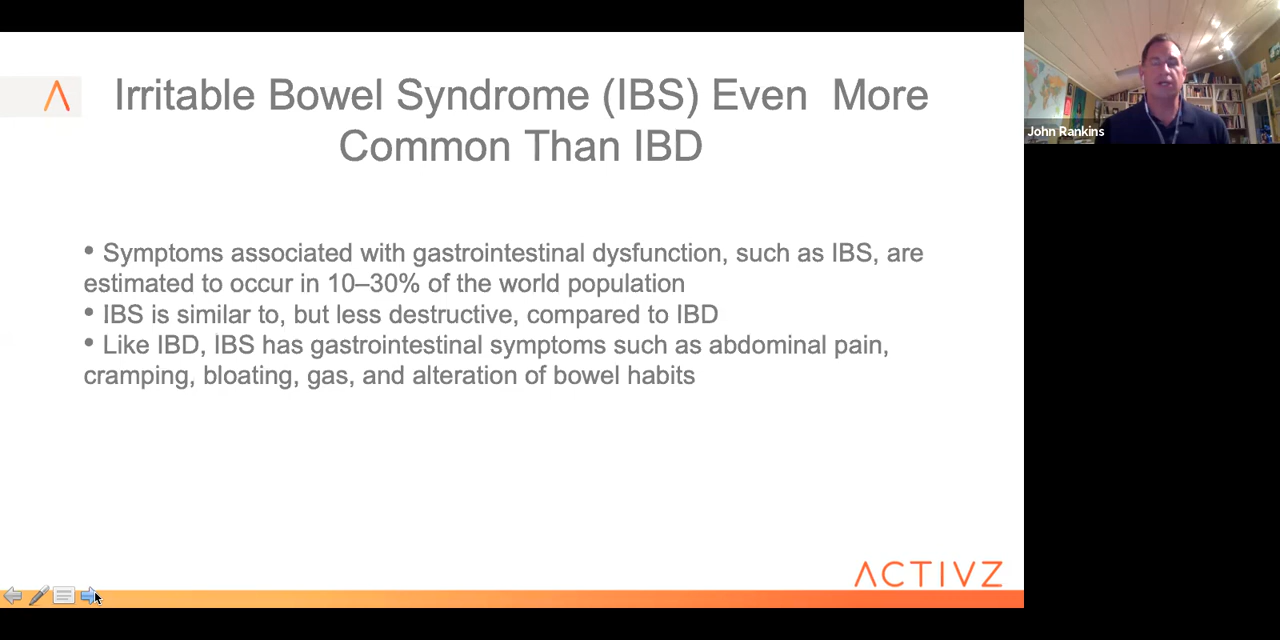 Irritable Bowel Syndrome (IBS) Even  More
Common Than IBD
• Symptoms associated with gastrointestinal dysfunction, such as IBS, are
estimated to occur in 10–30% of the world population
• IBS is similar to, but less destructive, compared to IBD
• Like IBD, IBS has gastrointestinal symptoms such as abdominal pain,
cramping, bloating, gas, and alteration of bowel habits
ACTIVZ
John Rankins